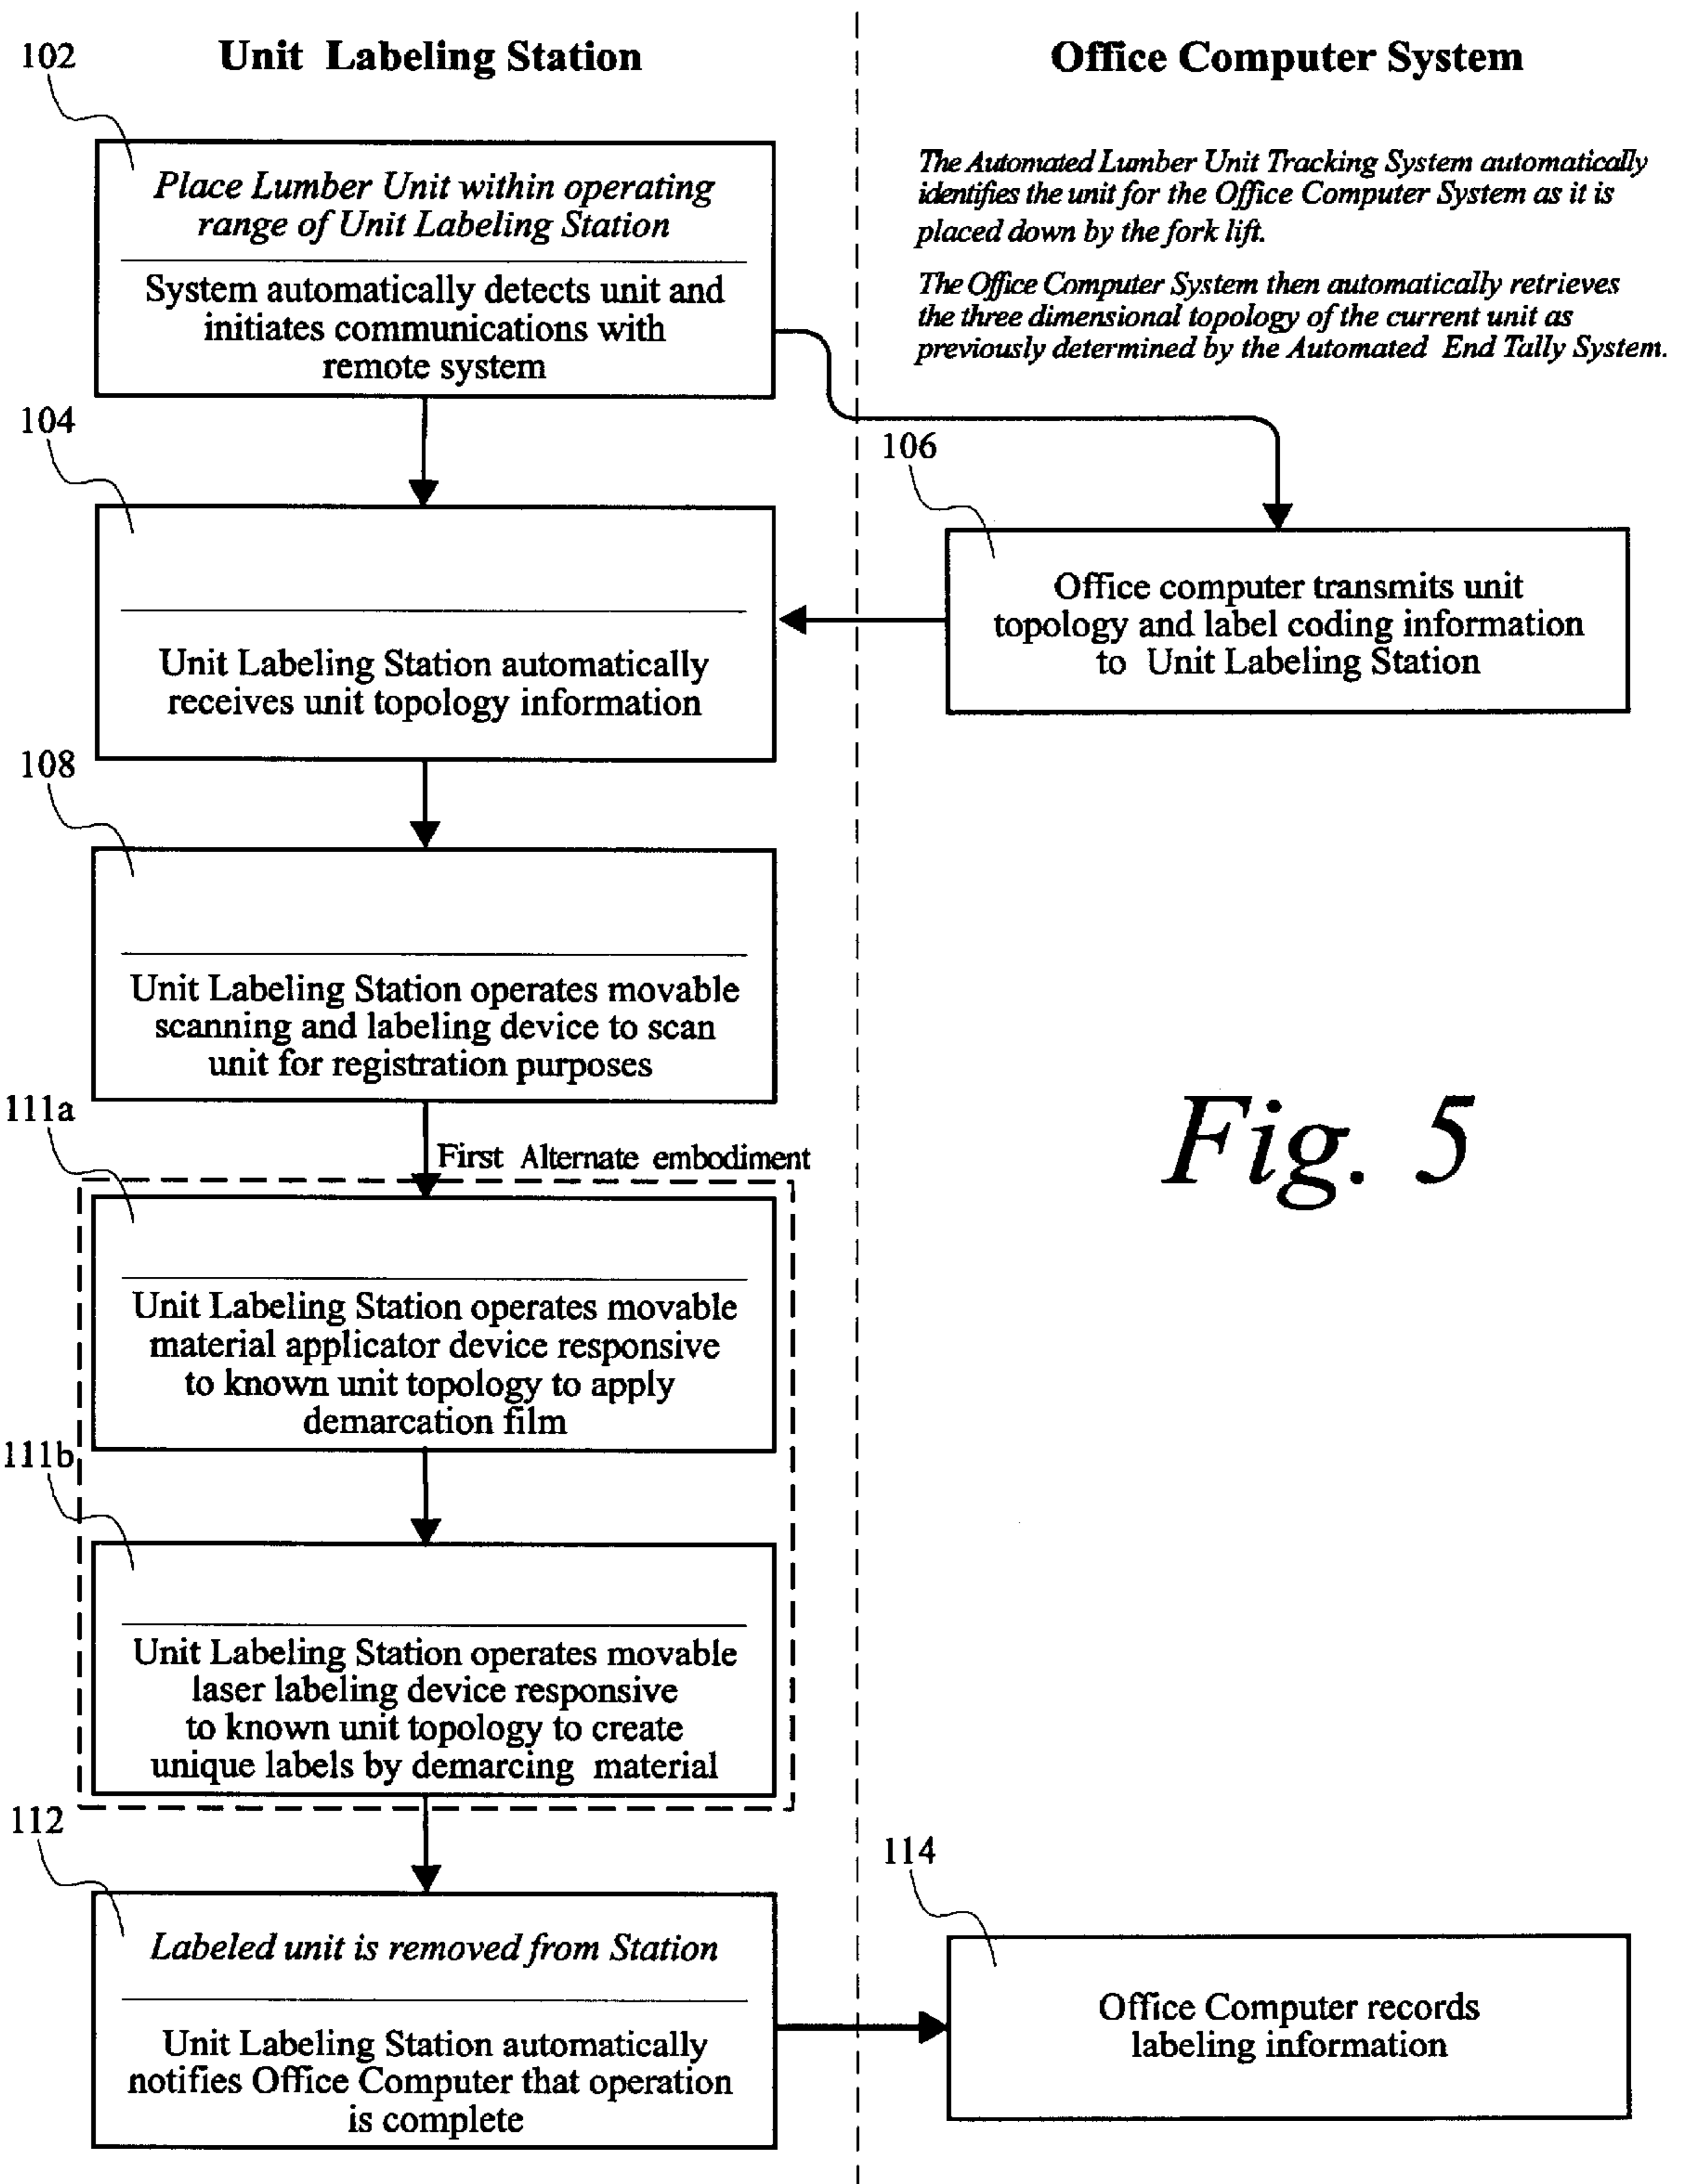 102
Unit Labeling Station
Place Lumber Unit within operating
range of Unit Labeling Station
System automatically detects unit and
initiates communications with
remote system
104
Unit Labeling Station automatically
receives unit topology information
108
Unit Labeling Station operates movable
scanning and labeling device to scan
unit for registration purposes
111a
First Alternate embodiment
Unit Labeling Station operates movable
material applicator device responsive
to known unit topology to apply
demarcation film
111b
Unit Labeling Station operates movable
laser labeling device responsive
to known unit topology to create
unique labels by demarcing material
112
Labeled unit is removed from Station
Unit Labeling Station automatically
notifies Office Computer that operation
is complete
Office Computer System
The Automated Lumber Unit Tracking System automatically
identifies the unit for the Office Computer System as it is
placed down by the fork lift.
The Office Computer System then automatically retrieves
the three dimensional topology of the current unit as
previously determined by the Automated End Tally System.
106
Office computer transmits unit
topology and label coding information
to Unit Labeling Station
Fig. 5
114
Office Computer records
labeling information